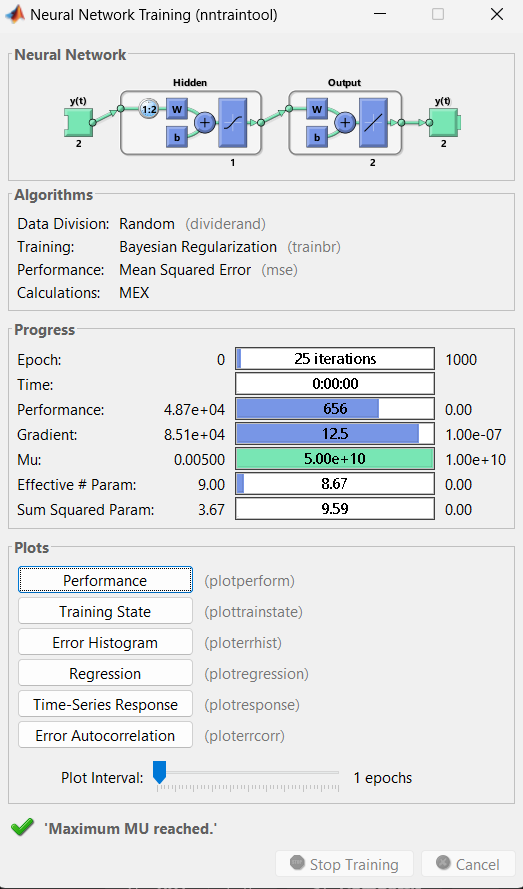 Neural Network Training (nntraintool)
Neural Network
Hidden Output
y(t) y(t)
1:2 W W
b b
2 2
1 2
Algorithms
Data Division: Random (dividerand)
Training: Bayesian Regularization (trainbr)
Performance: Mean Squared Error (mse)
Calculations: MEX
Progress
Epoch: 0 25 iterations 1000
Time: 0:00:00
Performance: 4.87e+04 656 0.00
Gradient: 8.51e+04 12.5 1.00e-07
Mu: 0.00500 5.00e+10 1.00e+10
Effective # Param: 9.00 8.67 0.00
Sum Squared Param: 3.67 9.59 0.00
Plots
Performance (plotperform)
Training State (plottrainstate)
Error Histogram (ploterrhist)
Regression (plotregression)
Time-Series Response (plotresponse)
Error Autocorrelation (ploterrcorr)
Plot Interval: 1 epochs
'Maximum MU reached.'
Stop Training Cancel